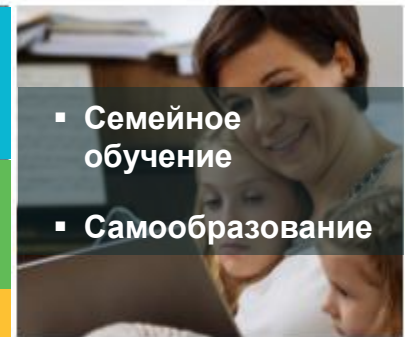 ▪ Семейное
обучение
▪ Самообразование